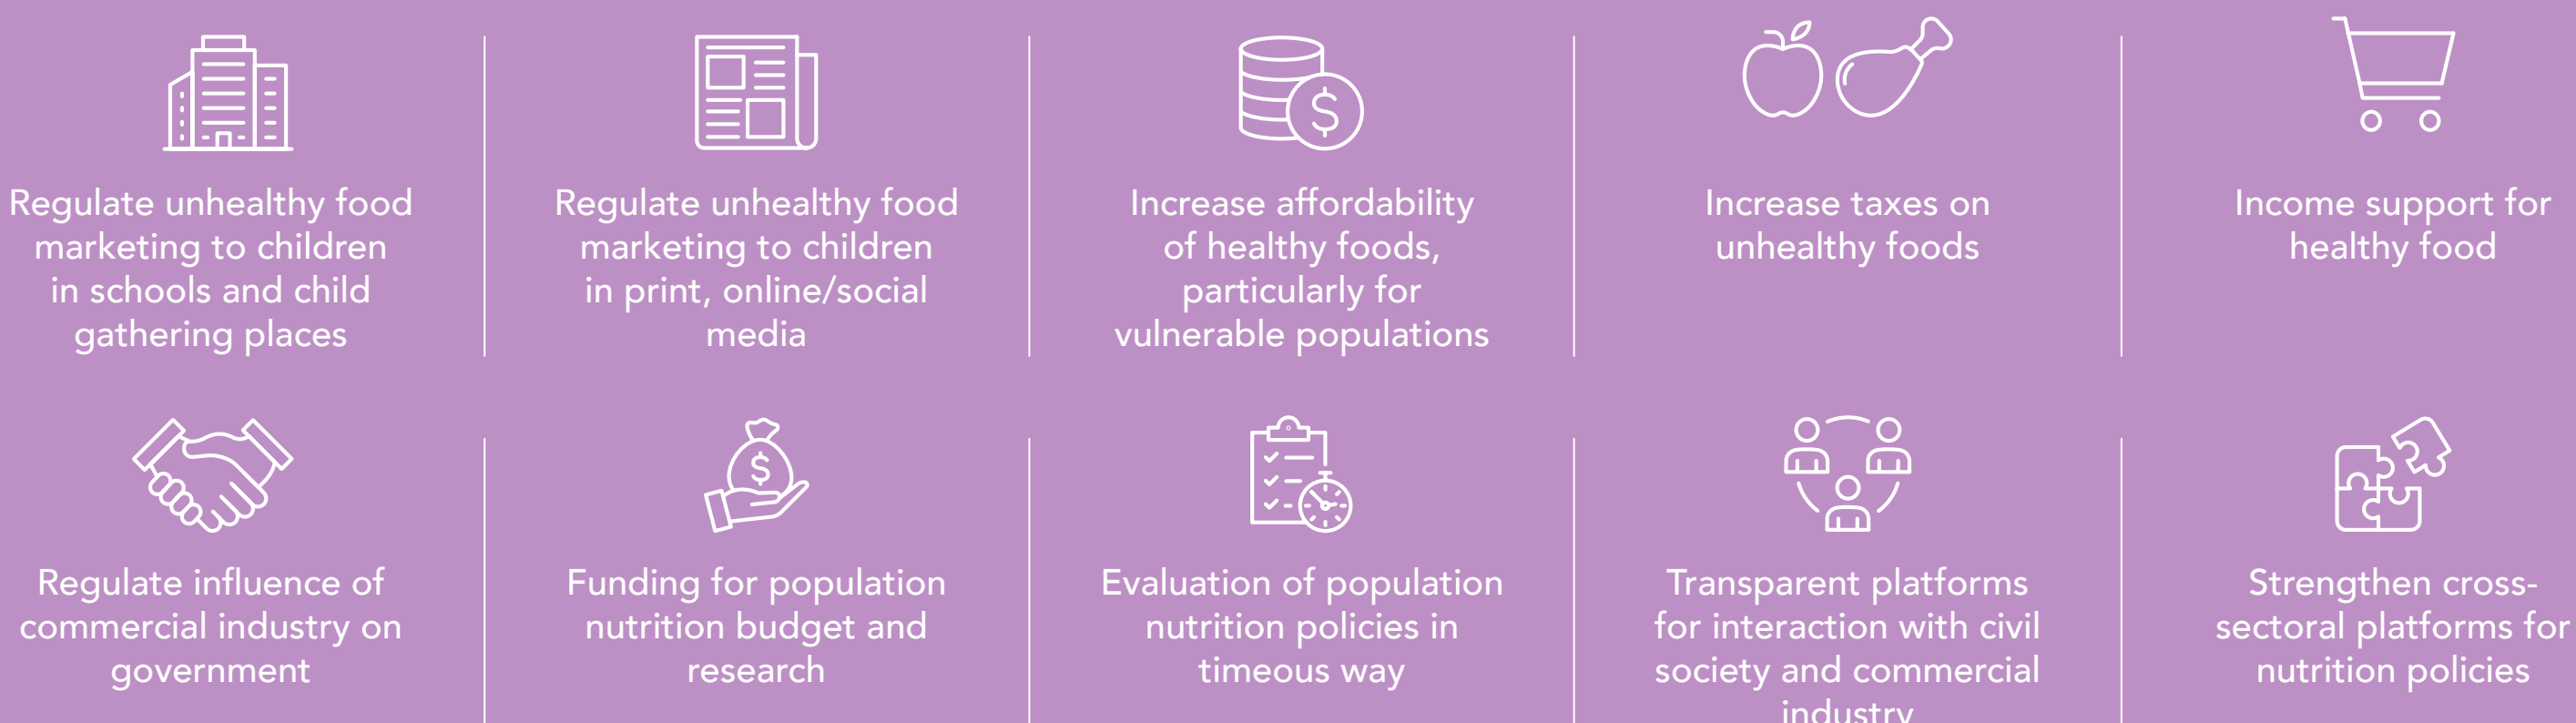 Regulate unhealthy food
marketing to children
in schools and child
gathering places
Regulate unhealthy food
marketing to children
in print, online/social
media
Increase affordability
of healthy foods,
particularly for
vulnerable populations
Increase taxes on
unhealthy foods
Income support for
healthy food
Regulate influence of
commercial industry on
government
Funding for population
nutrition budget and
research
Evaluation of population
nutrition policies in
timeous way
Transparent platforms
for interaction with civil
society and commercial
industry
Strengthen cross-
sectoral platforms for
nutrition policies